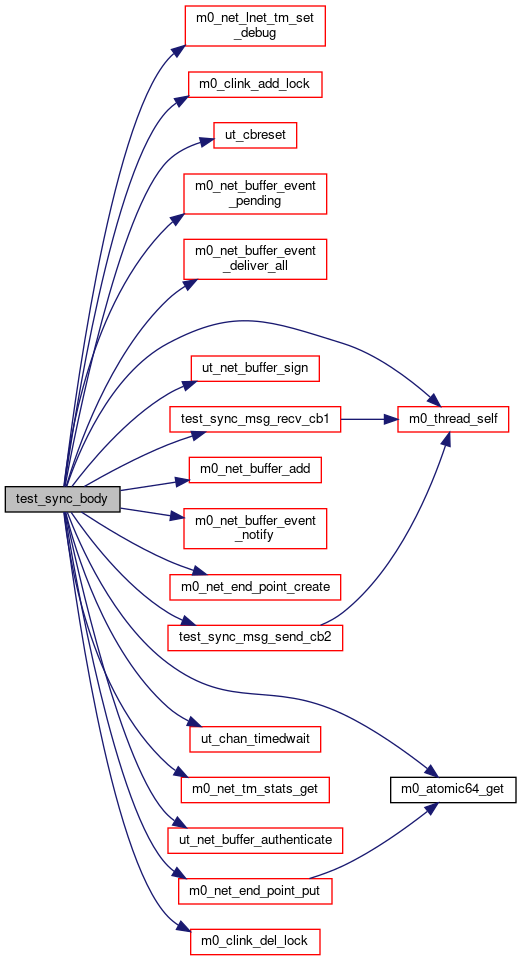 m0_net_lnet_tm_set
_debug
m0_clink_add_lock
ut_cbreset
m0_net_buffer_event
_pending
m0_net_buffer_event
_deliver_all
ut_net_buffer_sign
test_sync_msg_recv_cb1
m0_thread_self
m0_net_buffer_add
test_sync_body
m0_net_buffer_event
_notify
m0_net_end_point_create
test_sync_msg_send_cb2
ut_chan_timedwait
m0_net_tm_stats_get
m0_atomic64_get
ut_net_buffer_authenticate
m0_net_end_point_put
m0_clink_del_lock